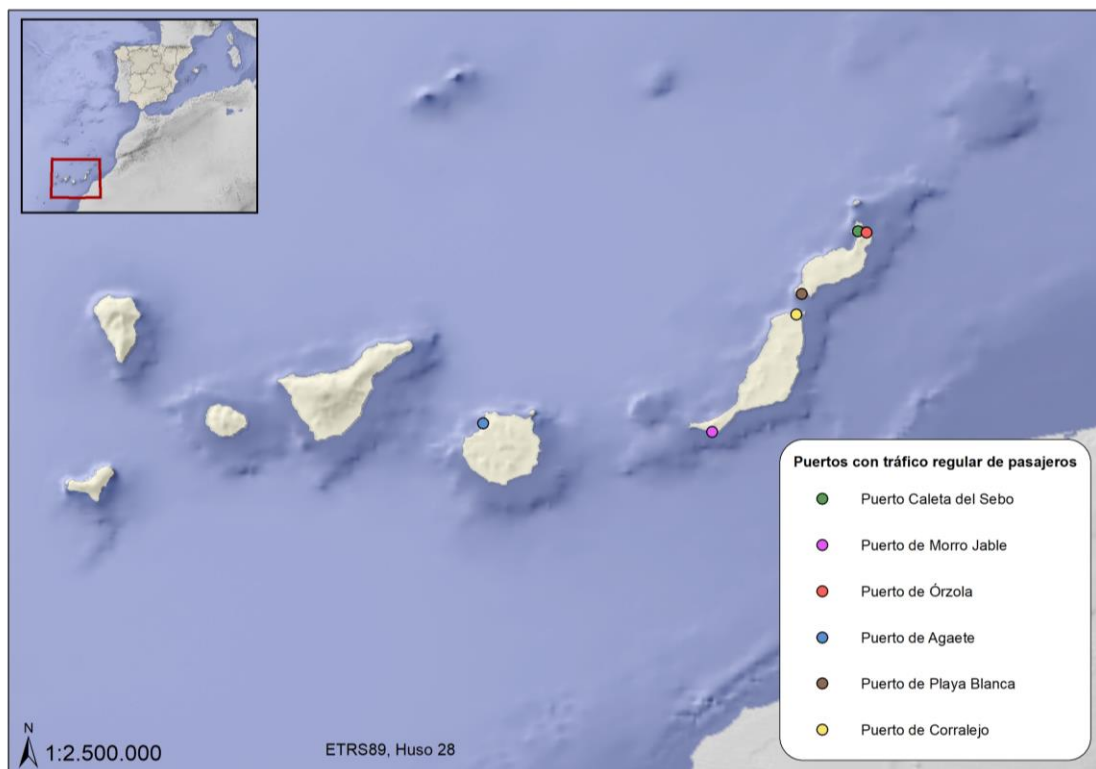 Puertos con tráfico regular de pasajeros
Puerto Caleta del Sebo
Puerto de Morro Jable
Puerto de Órzola
Puerto de Agaete
Puerto de Playa Blanca
Puerto de Corralejo
N
1:2.500.000
ETRS89, Huso 28